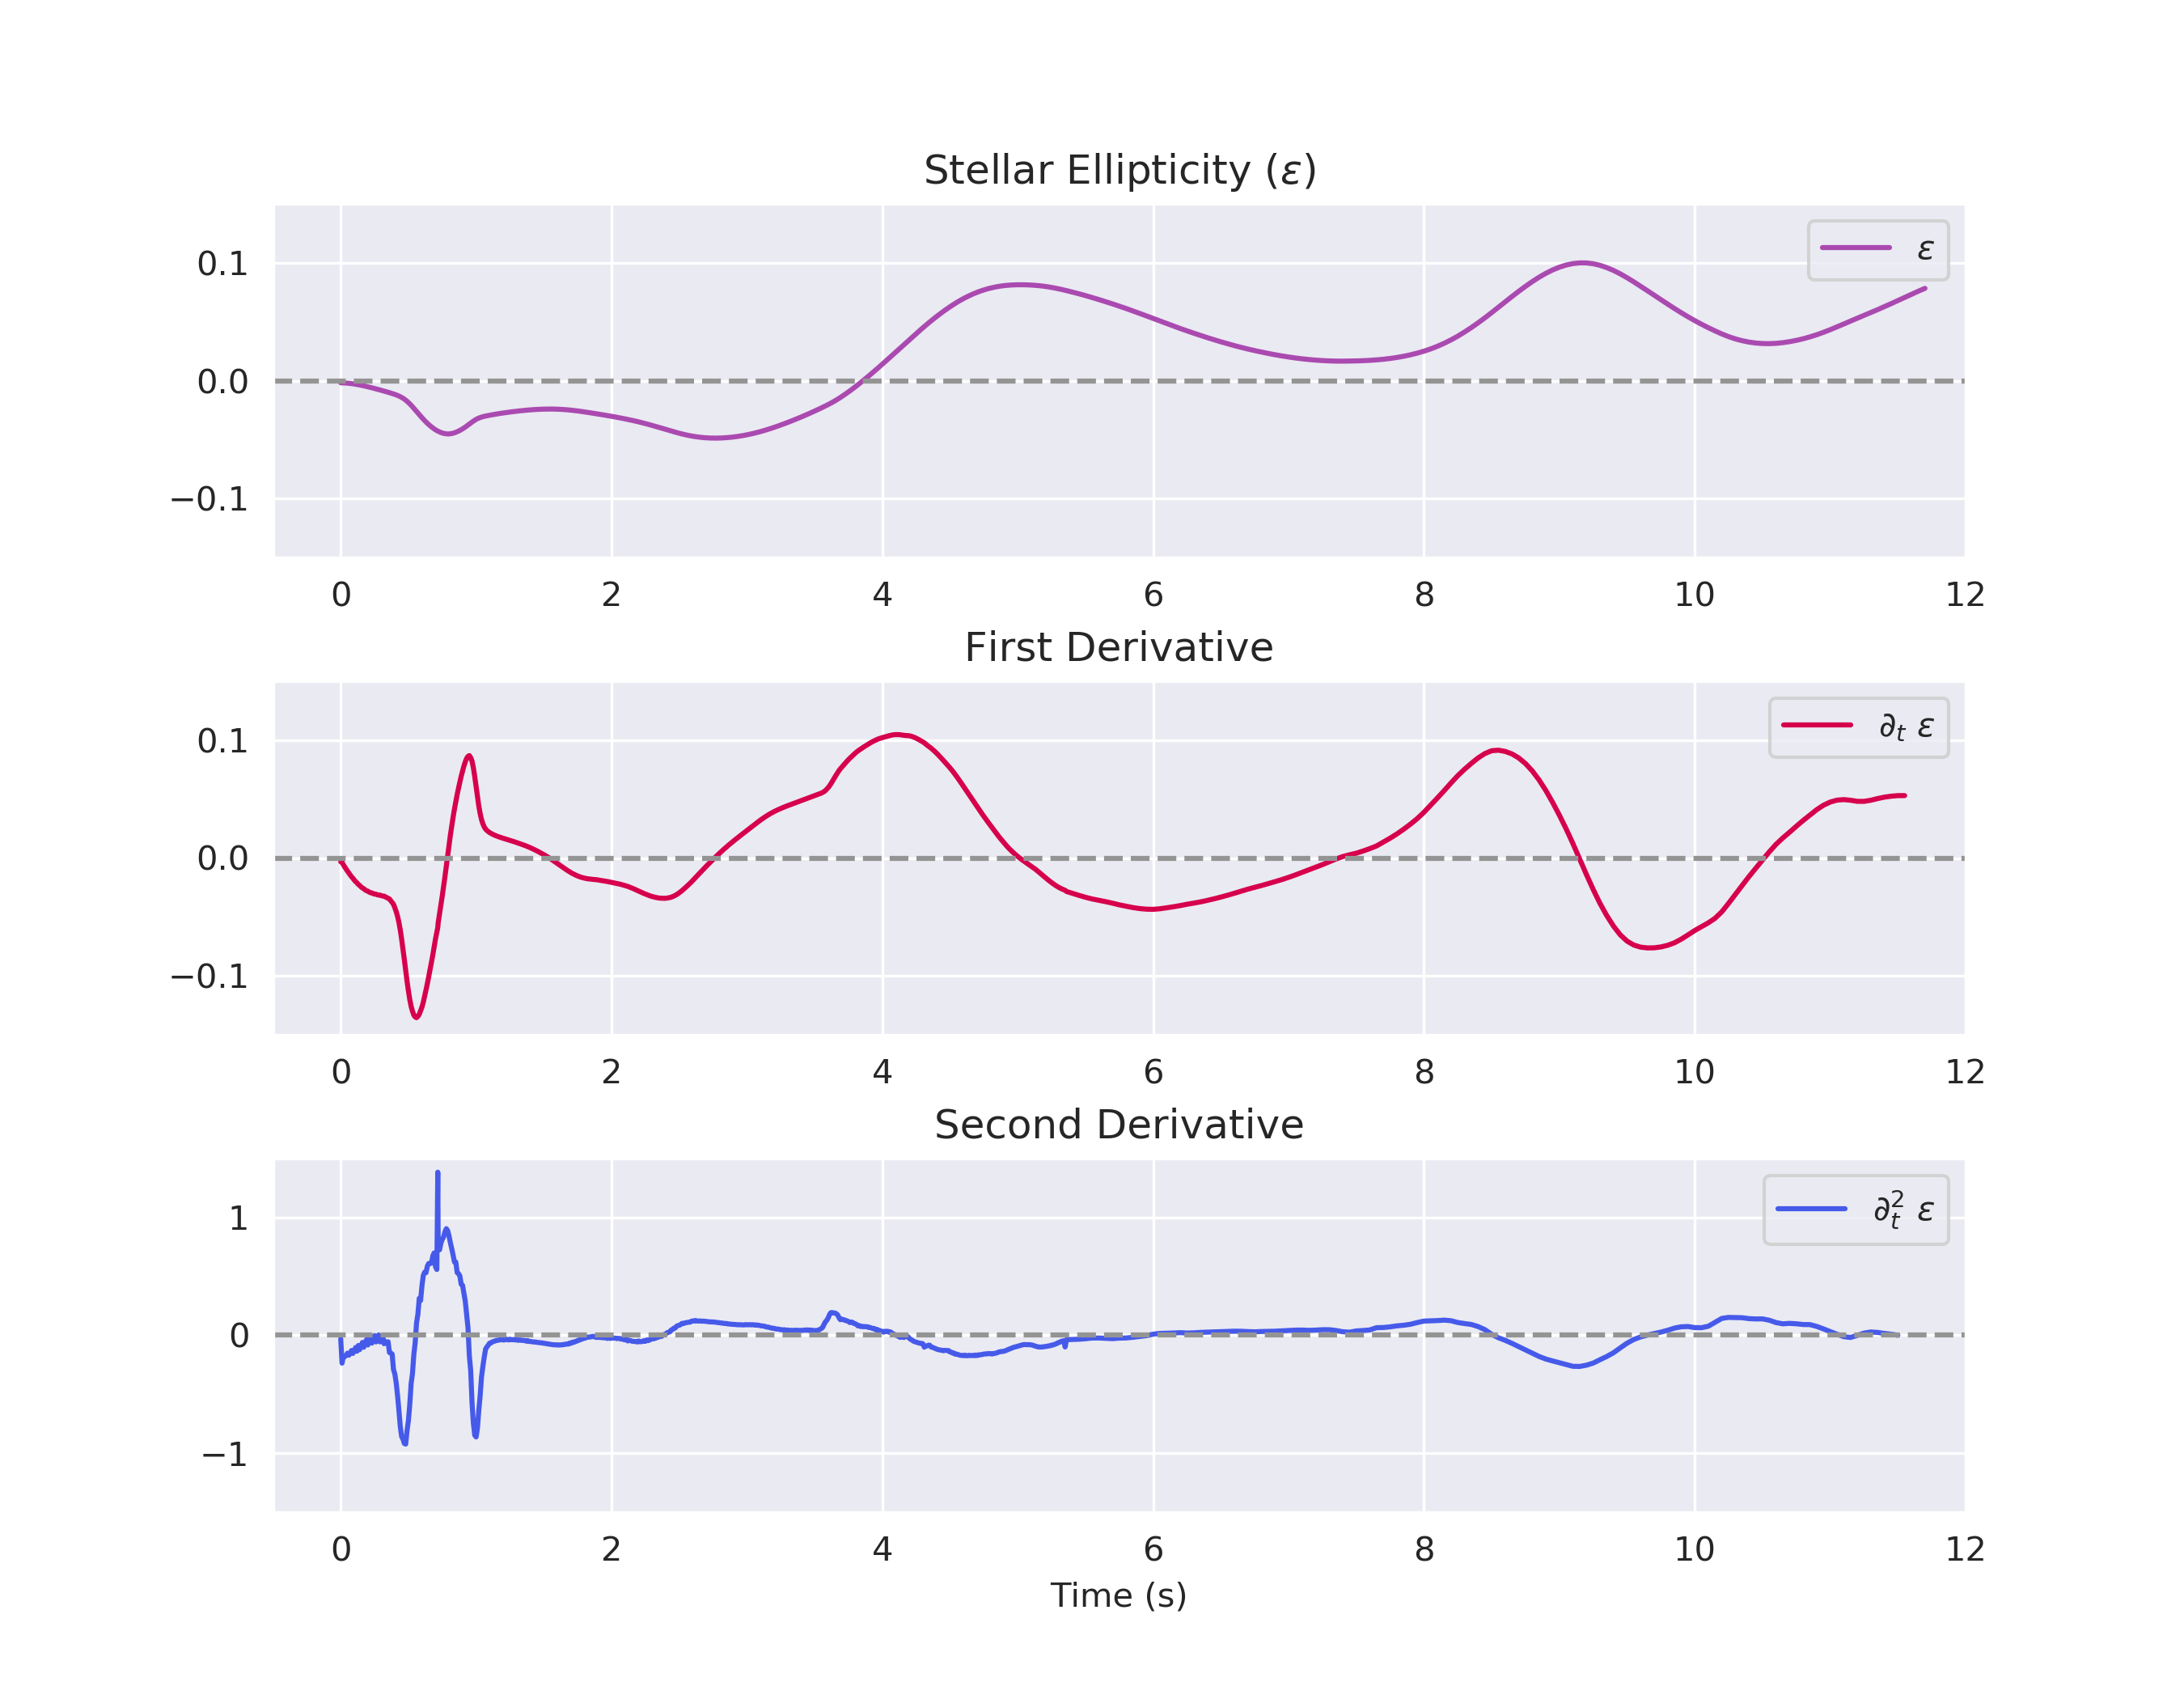 Stellar Ellipticity (ε)
0.1
0.0
−0.1
ε
0 2 4 6 8 10 12
First Derivative
0.1
0.0
−0.1
∂ₜ ε
0 2 4 6 8 10 12
Second Derivative
1
0
−1
∂ₜ² ε
0 2 4 6 8 10 12
Time (s)